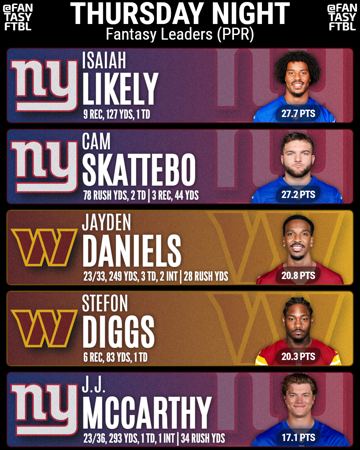 @FAN
TASY
FTBL
THURSDAY NIGHT
Fantasy Leaders (PPR)
@FAN
TASY
FTBL
ny
ISAIAH
LIKELY
9 REC, 127 YDS, 1 TD
27.7 PTS
ny
CAM
SKATTEBO
78 RUSH YDS, 2 TD | 3 REC, 44 YDS
27.2 PTS
W
JAYDEN
DANIELS
23/33, 249 YDS, 3 TD, 2 INT | 28 RUSH YDS
20.8 PTS
W
STEFON
DIGGS
6 REC, 83 YDS, 1 TD
20.3 PTS
ny
J.J.
MCCARTHY
23/36, 293 YDS, 1 TD, 1 INT | 34 RUSH YDS
17.1 PTS